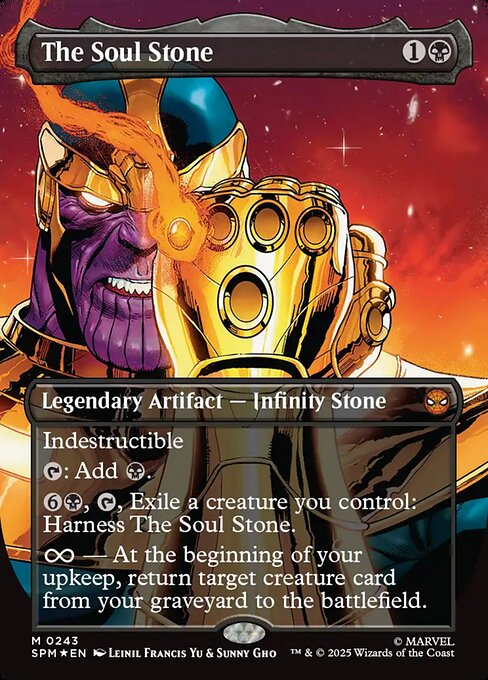 The Soul Stone 1
Legendary Artifact — Infinity Stone
Indestructible
: Add .
6, , Exile a creature you control:
Harness The Soul Stone.
∞ — At the beginning of your
upkeep, return target creature card
from your graveyard to the battlefield.
M 0243
SPM★EN Leinil Francis Yu & Sunny Gho
© MARVEL
™ & © 2025 Wizards of the Coast